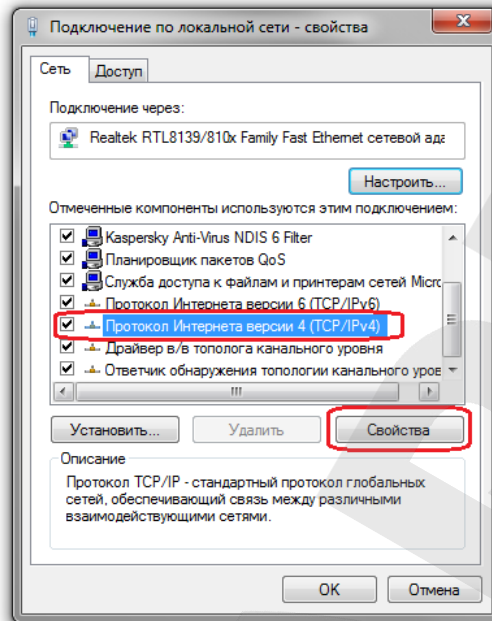 Подключение по локальной сети - свойства
Сеть
Доступ
Подключение через:
Realtek RTL8139/810x Family Fast Ethernet сетевой ада
Настроить...
Отмеченные компоненты используются этим подключением:
Kaspersky Anti-Virus NDIS 6 Filter
Планировщик пакетов QoS
Служба доступа к файлам и принтерам сетей Micro
Протокол Интернета версии 6 (TCP/IPv6)
Протокол Интернета версии 4 (TCP/IPv4)
Драйвер в/в тополога канального уровня
Ответчик обнаружения топологии канального уров
Установить...
Удалить
Свойства
Описание
Протокол TCP/IP - стандартный протокол глобальных
сетей, обеспечивающий связь между различными
взаимодействующими сетями.
OK
Отмена